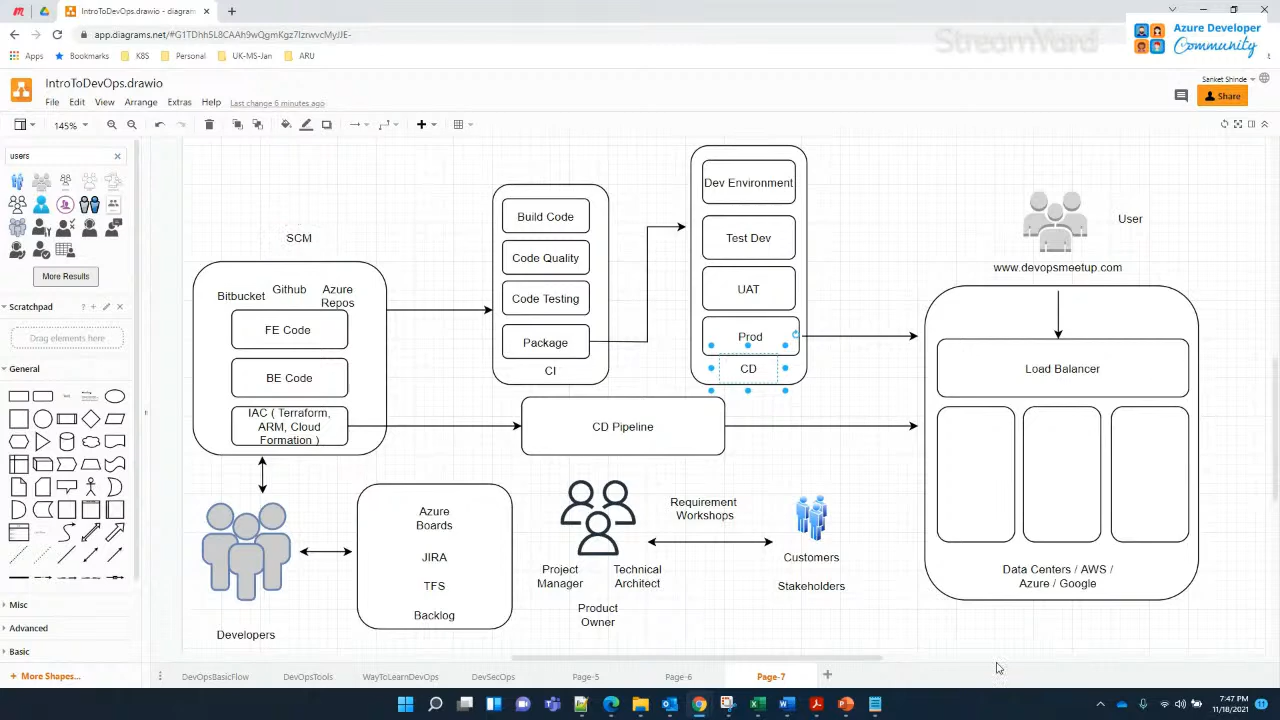 IntroToDevOps.drawio - diagram
app.diagrams.net/#G1TDhh5L8CAAh9wQgmKgz7IzrwvcMyJJE-
StreamYard
Azure Developer
Community
Apps
Bookmarks
K8S
Personal
UK-MS-Jan
ARU
IntroToDevOps.drawio
Sanket Shinde
File
Edit
View
Arrange
Extras
Help
Last change 6 minutes ago
Share
145%
users
More Results
Scratchpad
Drag elements here
General
Misc
Advanced
Basic
+ More Shapes...
SCM
Bitbucket
Github
Azure
Repos
FE Code
BE Code
IAC ( Terraform,
ARM, Cloud
Formation )
Developers
Build Code
Code Quality
Code Testing
Package
CI
Dev Environment
Test Dev
UAT
Prod
CD
CD Pipeline
Azure
Boards
JIRA
TFS
Backlog
Project
Manager
Technical
Architect
Product
Owner
Requirement
Workshops
Customers
Stakeholders
User
www.devopsmeetup.com
Load Balancer
Data Centers / AWS /
Azure / Google
DevOpsBasicFlow
DevOpsTools
WayToLearnDevOps
DevSecOps
Page-5
Page-6
Page-7
7:47 PM
11/18/2021